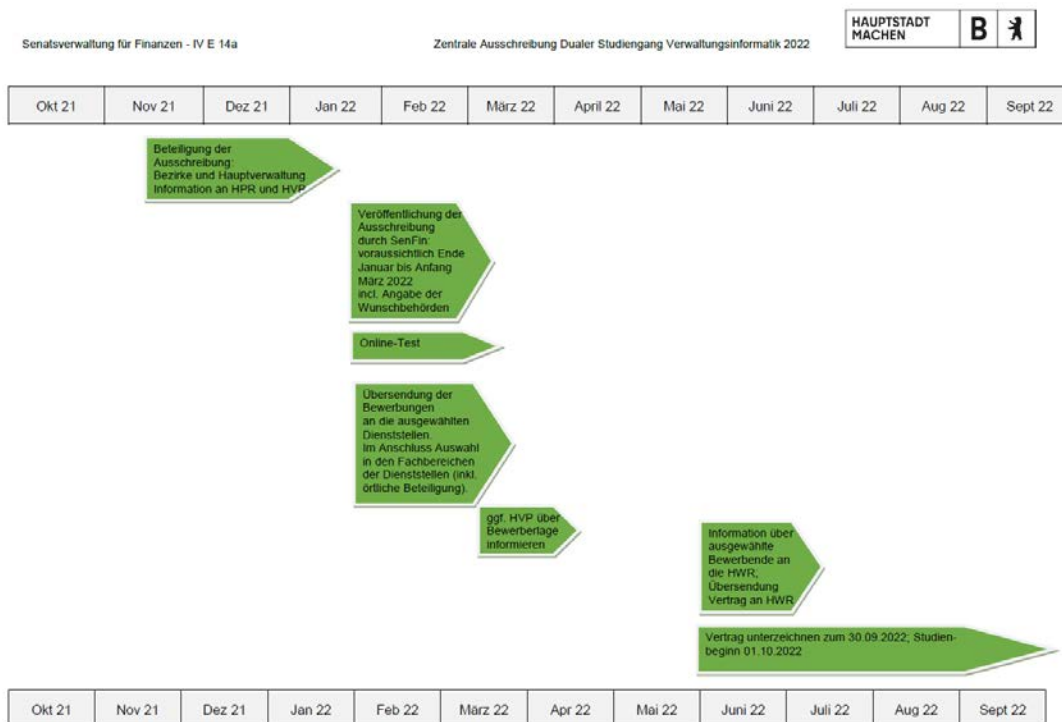 Senatsverwaltung für Finanzen - IV E 14a
Zentrale Ausschreibung Dualer Studiengang Verwaltungsinformatik 2022
HAUPTSTADT
MACHEN
B
Okt 21 Nov 21 Dez 21 Jan 22 Feb 22 März 22 April 22 Mai 22 Juni 22 Juli 22 Aug 22 Sept 22
Beteiligung der
Ausschreibung:
Bezirke und Hauptverwaltung
Information an HPR und HVP
Veröffentlichung der
Ausschreibung
durch SenFin:
voraussichtlich Ende
Januar bis Anfang
März 2022
incl. Angabe der
Wunschbehörden
Online-Test
Übersendung der
Bewerbungen
an die ausgewählten
Dienststellen.
Im Anschluss Auswahl
in den Fachbereichen
der Dienststellen (inkl.
örtliche Beteiligung).
ggf. HVP über
Bewerberlage
informieren
Information über
ausgewählte
Bewerbende an
die HWR;
Übersendung
Vertrag an HWR
Vertrag unterzeichnen zum 30.09.2022; Studien-
beginn 01.10.2022
Okt 21 Nov 21 Dez 21 Jan 22 Feb 22 März 22 Apr 22 Mai 22 Juni 22 Juli 22 Aug 22 Sept 22